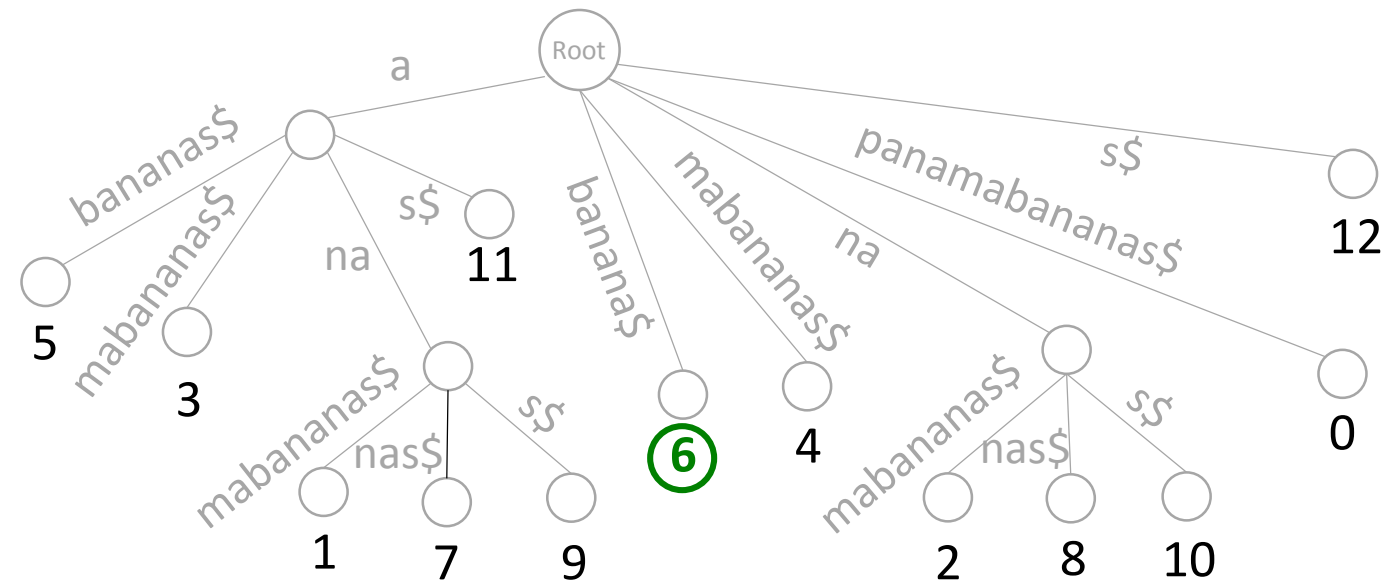 Root
a
bananas$
mabananas$
na
s$
banana$
mabananas$
na
panamabananas$
s$
5
3
11
12
mabananas$
nas$
s$
6
4
mabananas$
nas$
s$
0
1
7
9
2
8
10